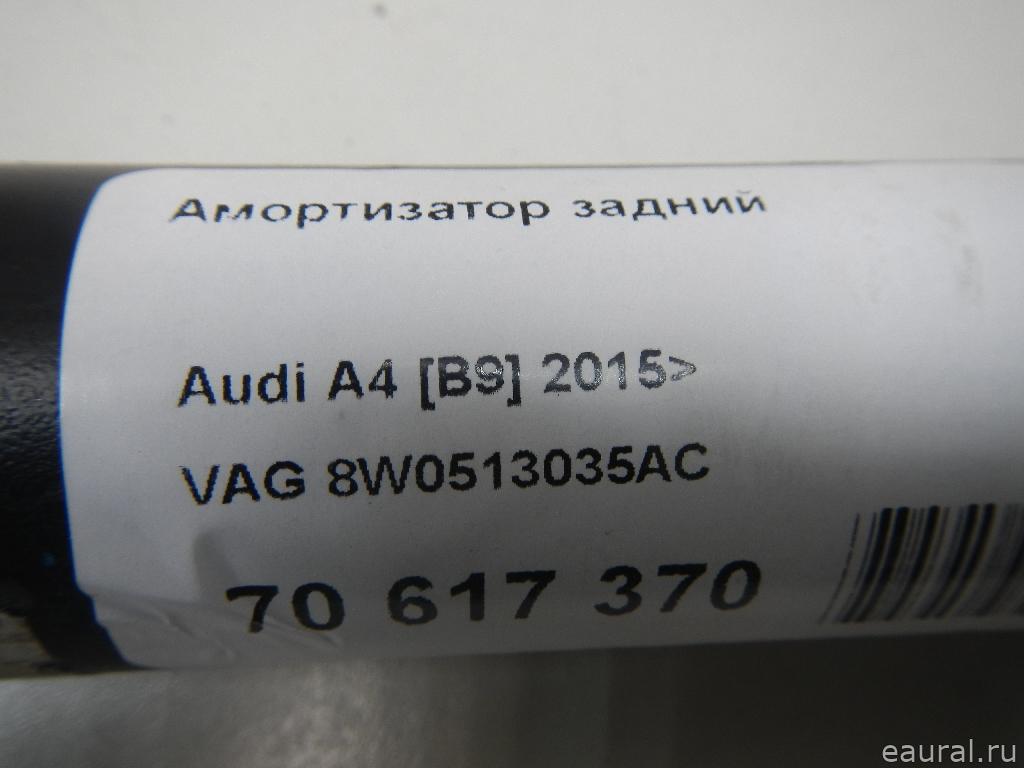 Амортизатор задний
Audi A4 [B9] 2015>
VAG 8W0513035AC
70 617 370
eaural.ru